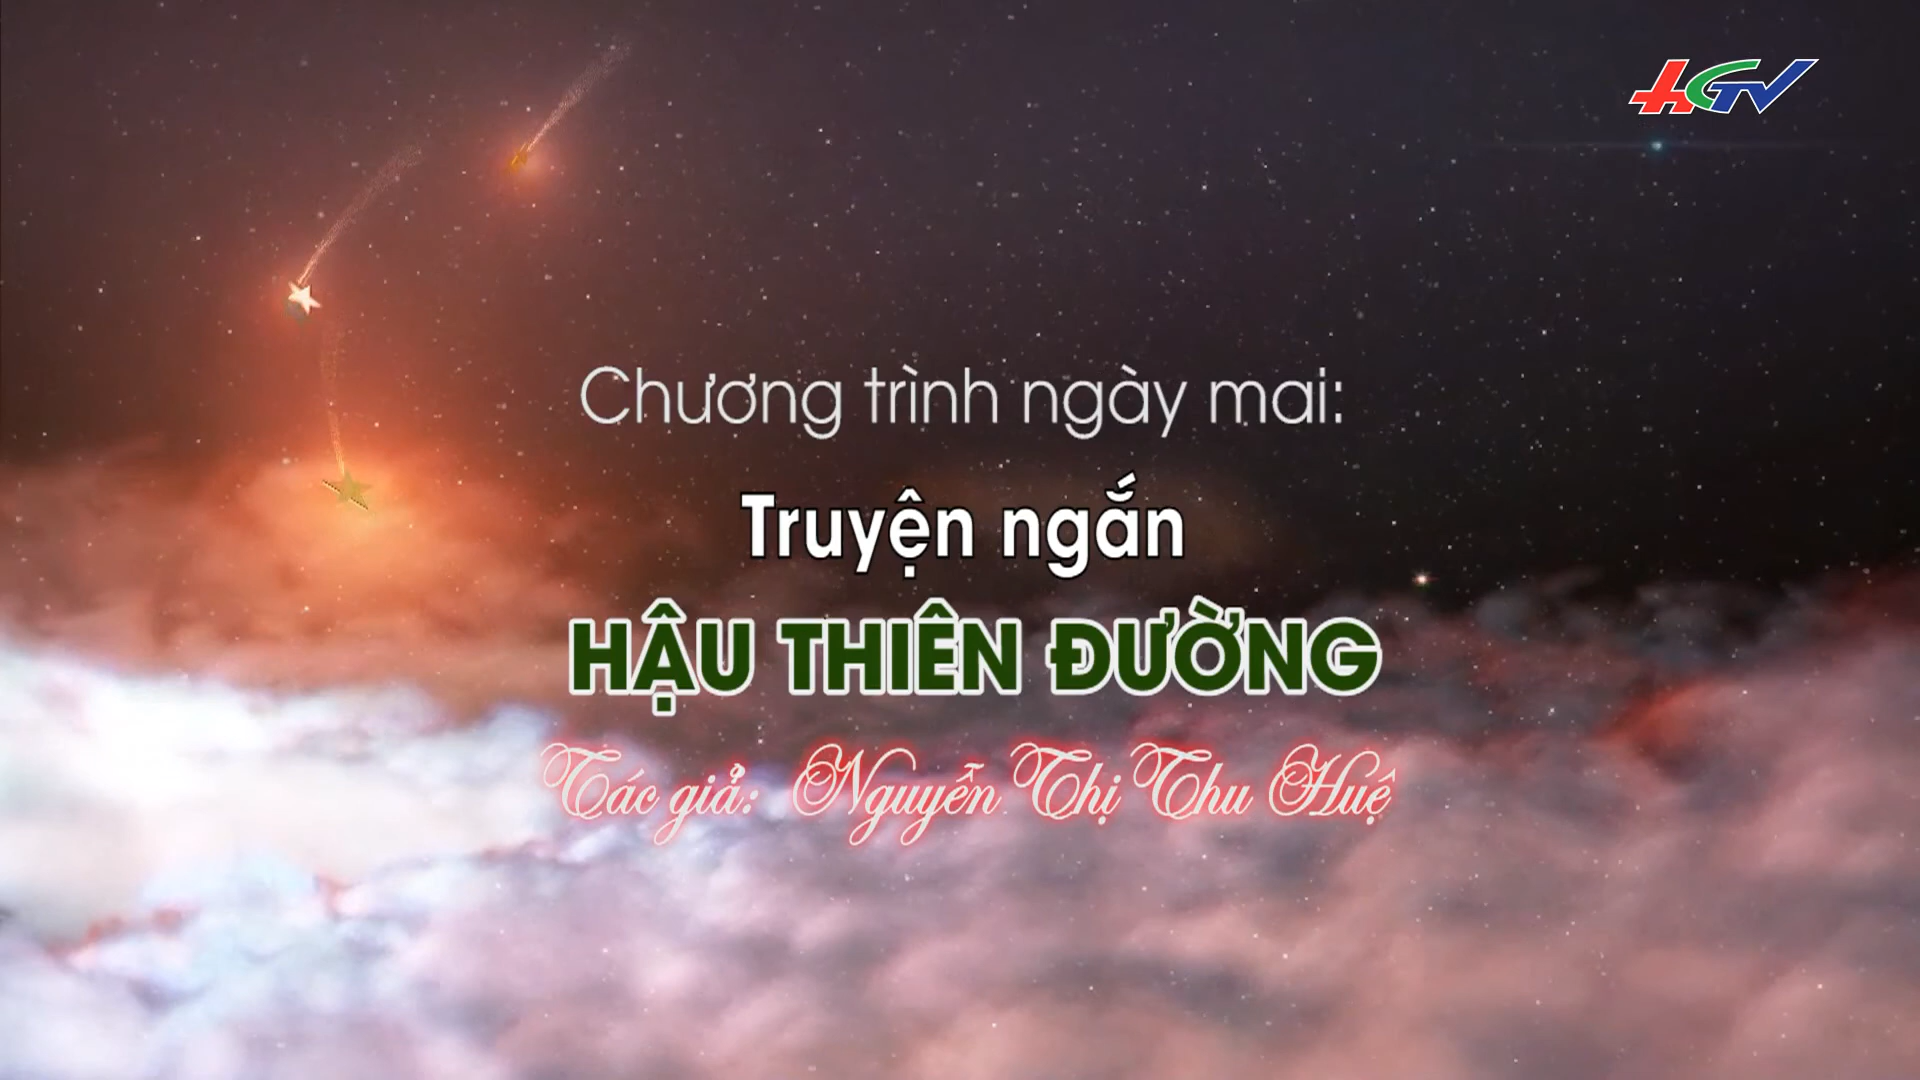 HGTV
Chương trình ngày mai:
Truyện ngắn
HẬU THIÊN ĐƯỜNG
Tác giả: Nguyễn Thị Thu Huệ